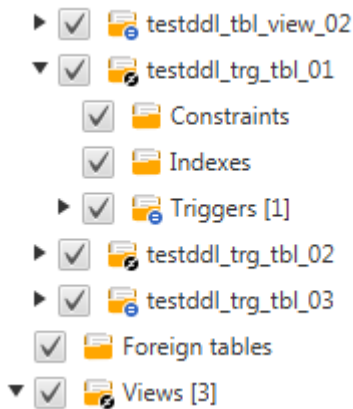 testddl_tbl_view_02
testddl_trg_tbl_01
Constraints
Indexes
Triggers [1]
testddl_trg_tbl_02
testddl_trg_tbl_03
Foreign tables
Views [3]